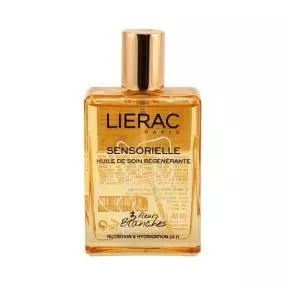 LIERAC
PARIS
SENSORIELLE
HUILE DE SOIN RÉGÉNÉRANTE
3 fleurs
Blanches
NUTRITION & HYDRATATION 24 H